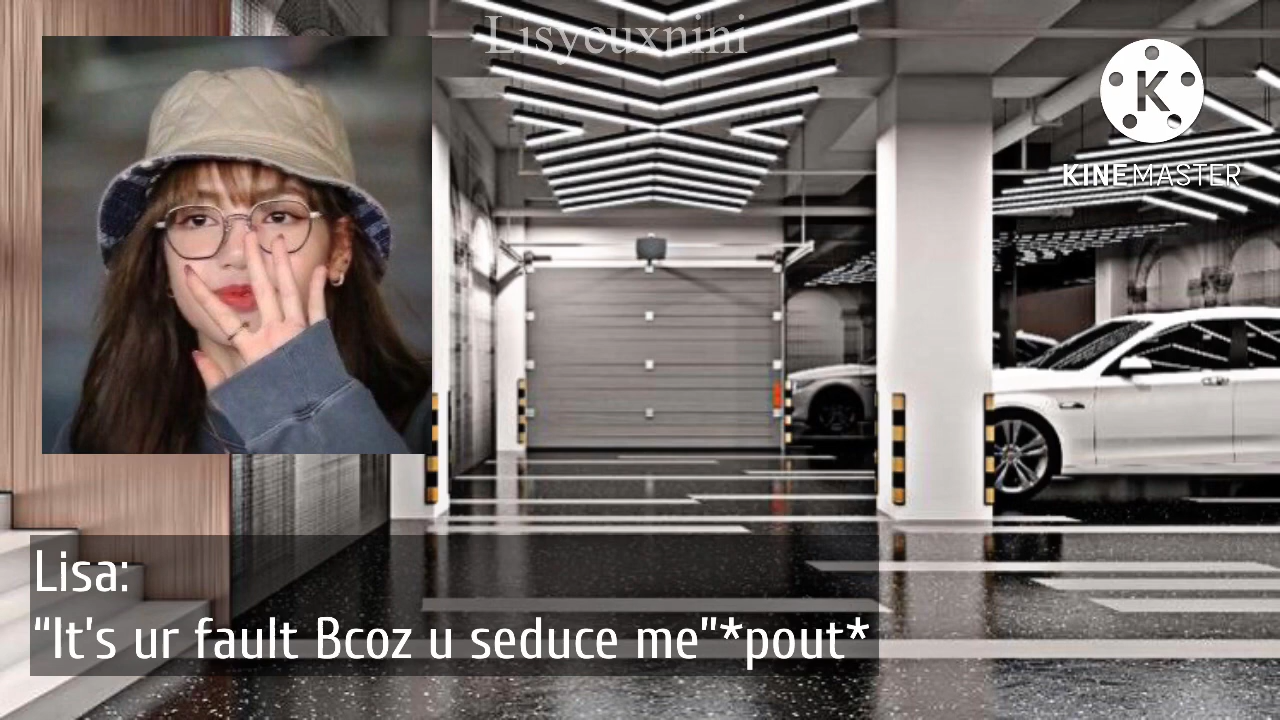 Lisyeuxnini
K
KINEMASTER
Lisa:
“It's ur fault Bcoz u seduce me”*pout*